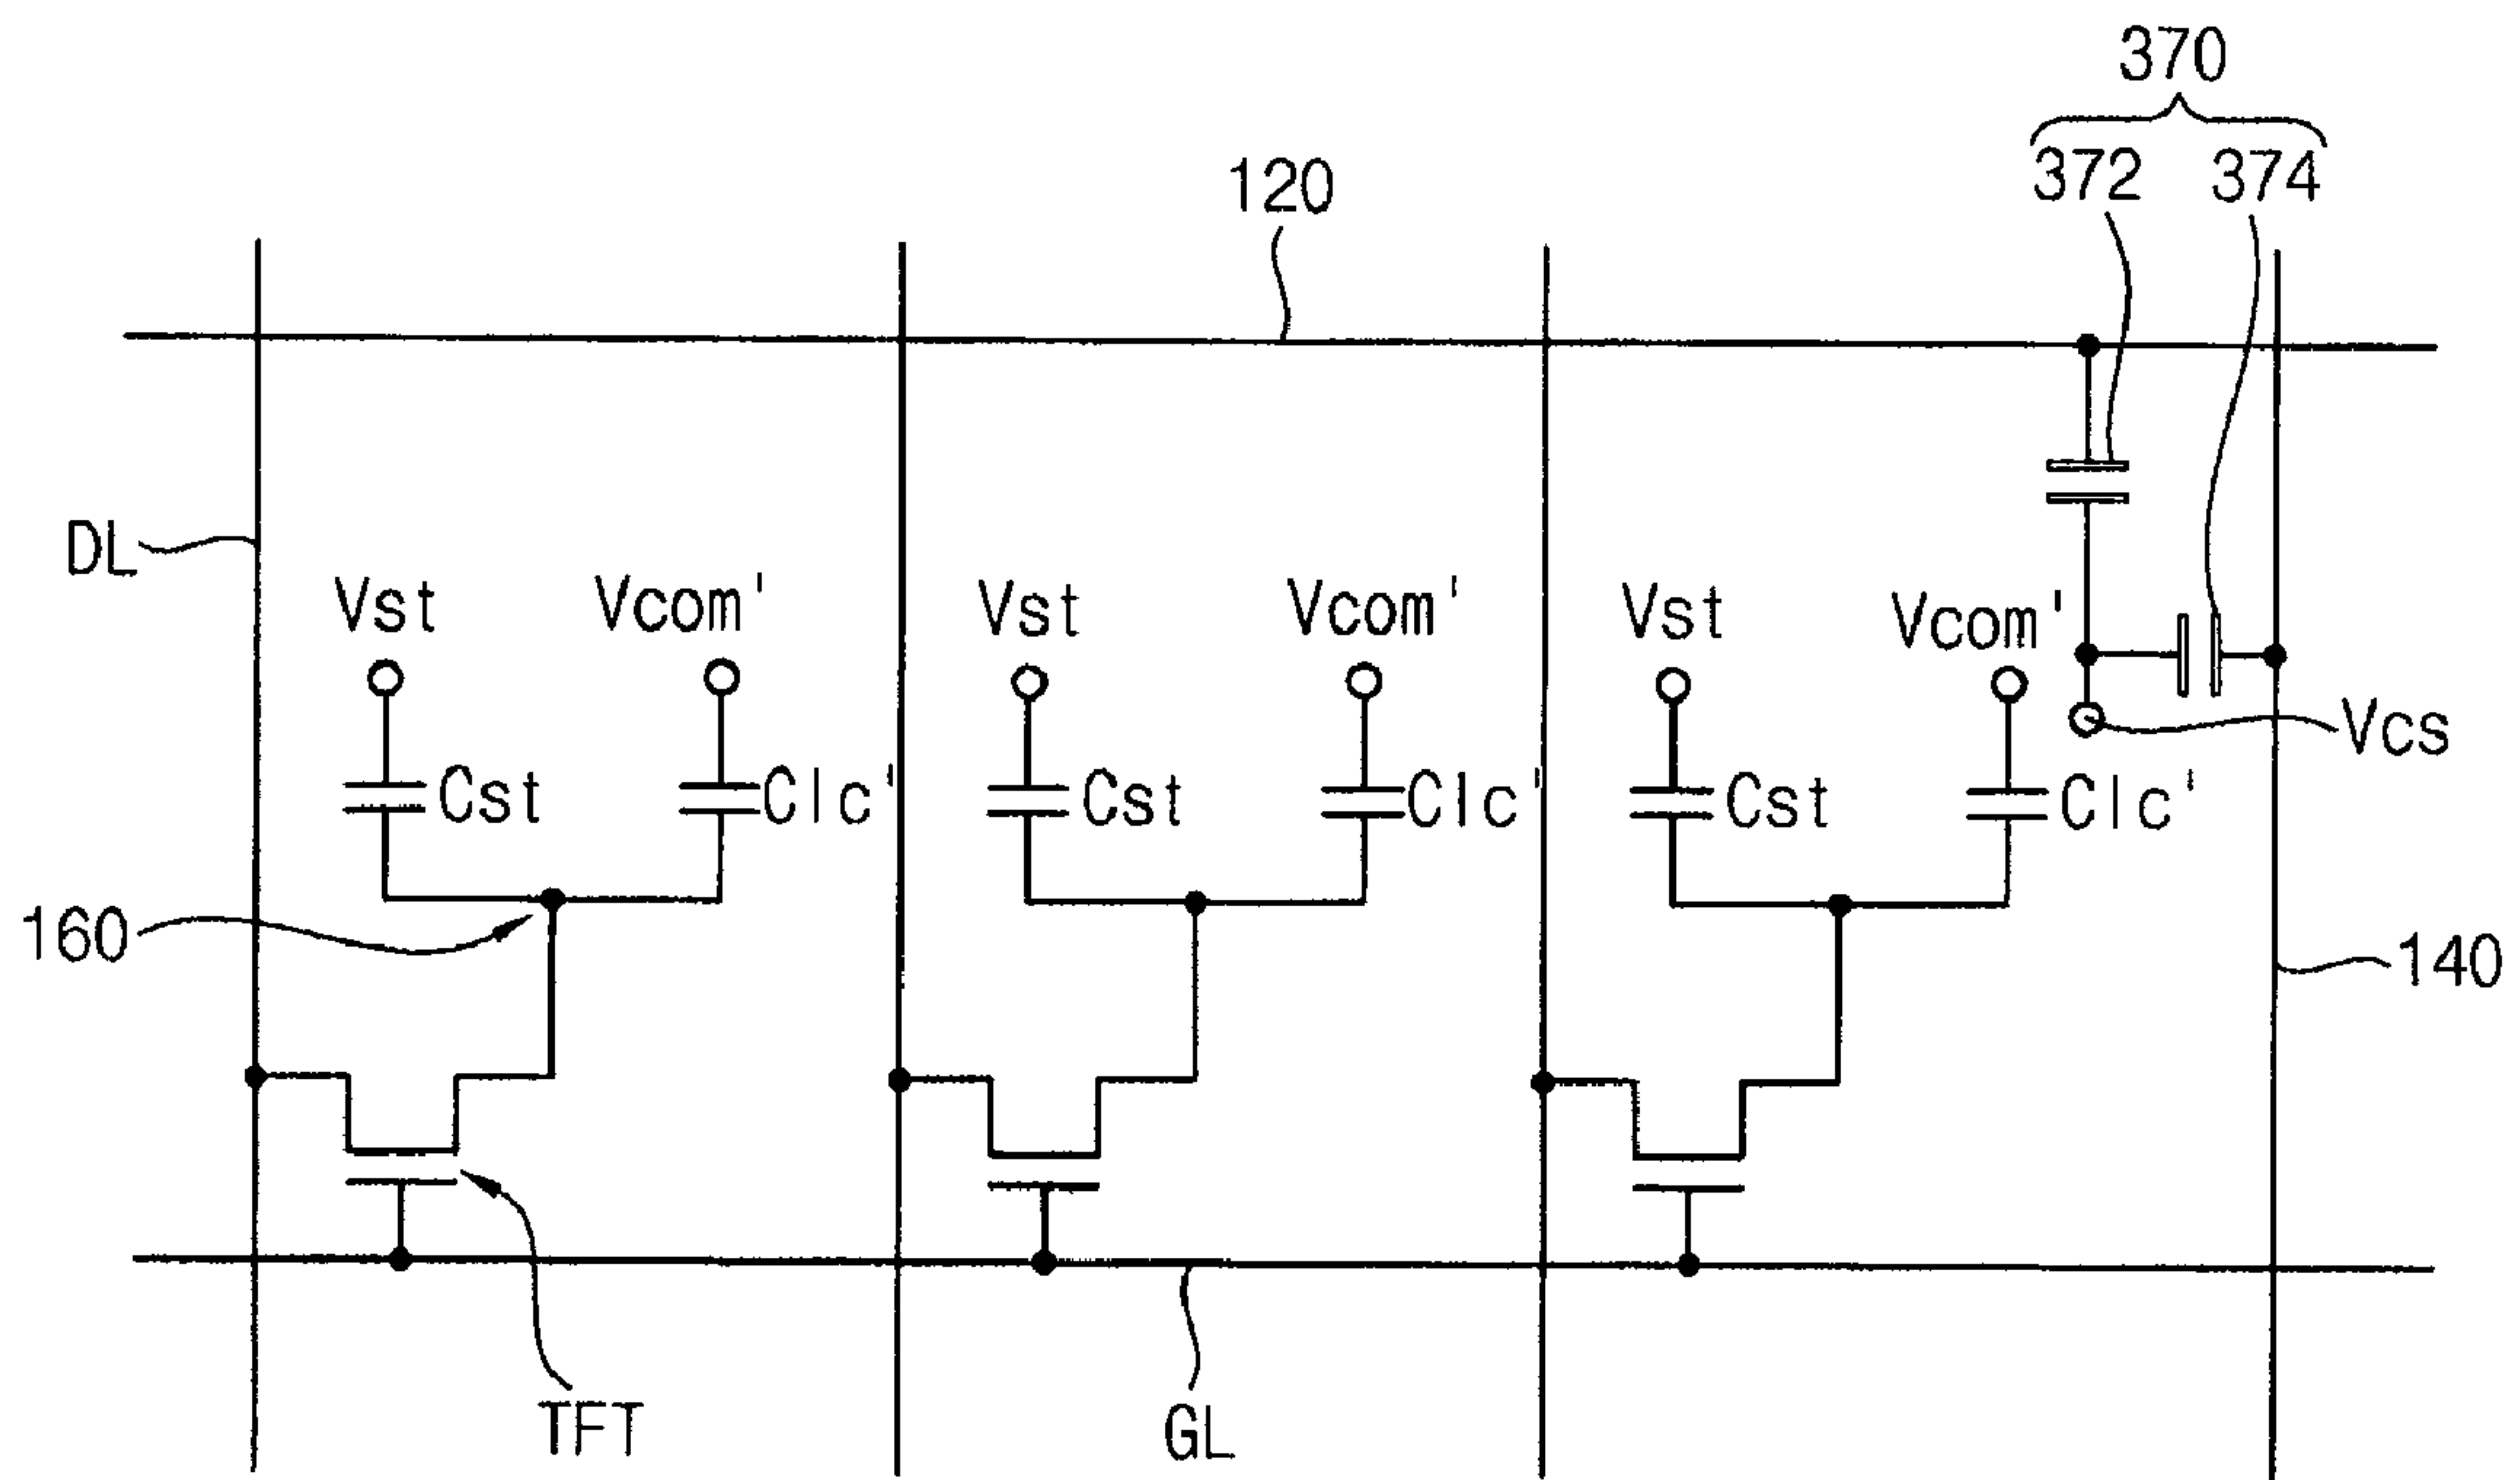 370
372 374
120
DL
Vst Vcom' Vst Vcom' Vst Vcom'
Vcs
Cst Clc' Cst Clc' Cst Clc'
160
140
TFT
GL